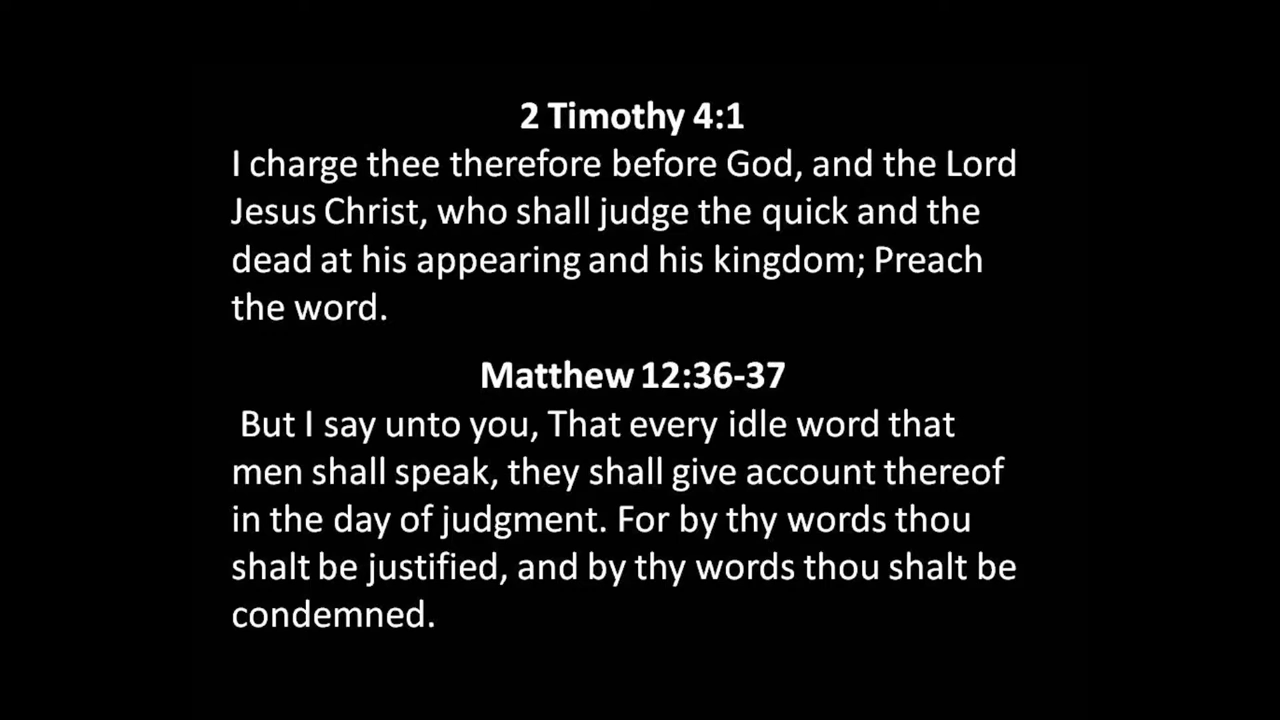 2 Timothy 4:1
I charge thee therefore before God, and the Lord
Jesus Christ, who shall judge the quick and the
dead at his appearing and his kingdom; Preach
the word.
Matthew 12:36-37
But I say unto you, That every idle word that
men shall speak, they shall give account thereof
in the day of judgment. For by thy words thou
shalt be justified, and by thy words thou shalt be
condemned.